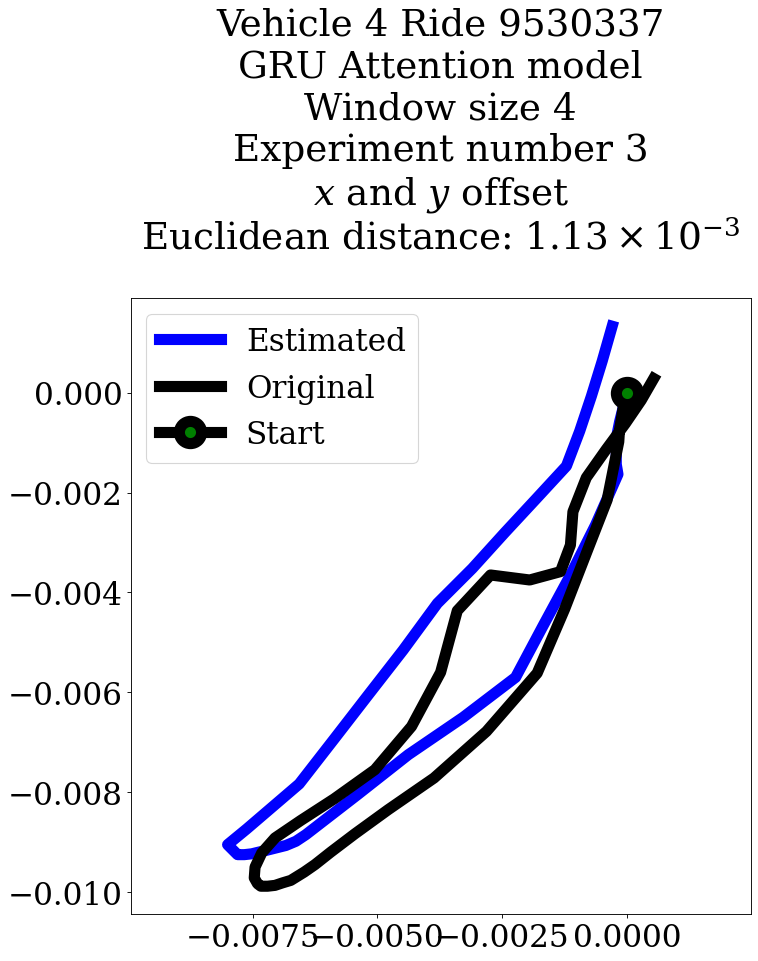 Vehicle 4 Ride 9530337
GRU Attention model
Window size 4
Experiment number 3
x and y offset
Euclidean distance: 1.13 × 10⁻³
Estimated
Original
Start
0.000
−0.002
−0.004
−0.006
−0.008
−0.010
−0.0075 −0.0050 −0.0025 0.0000